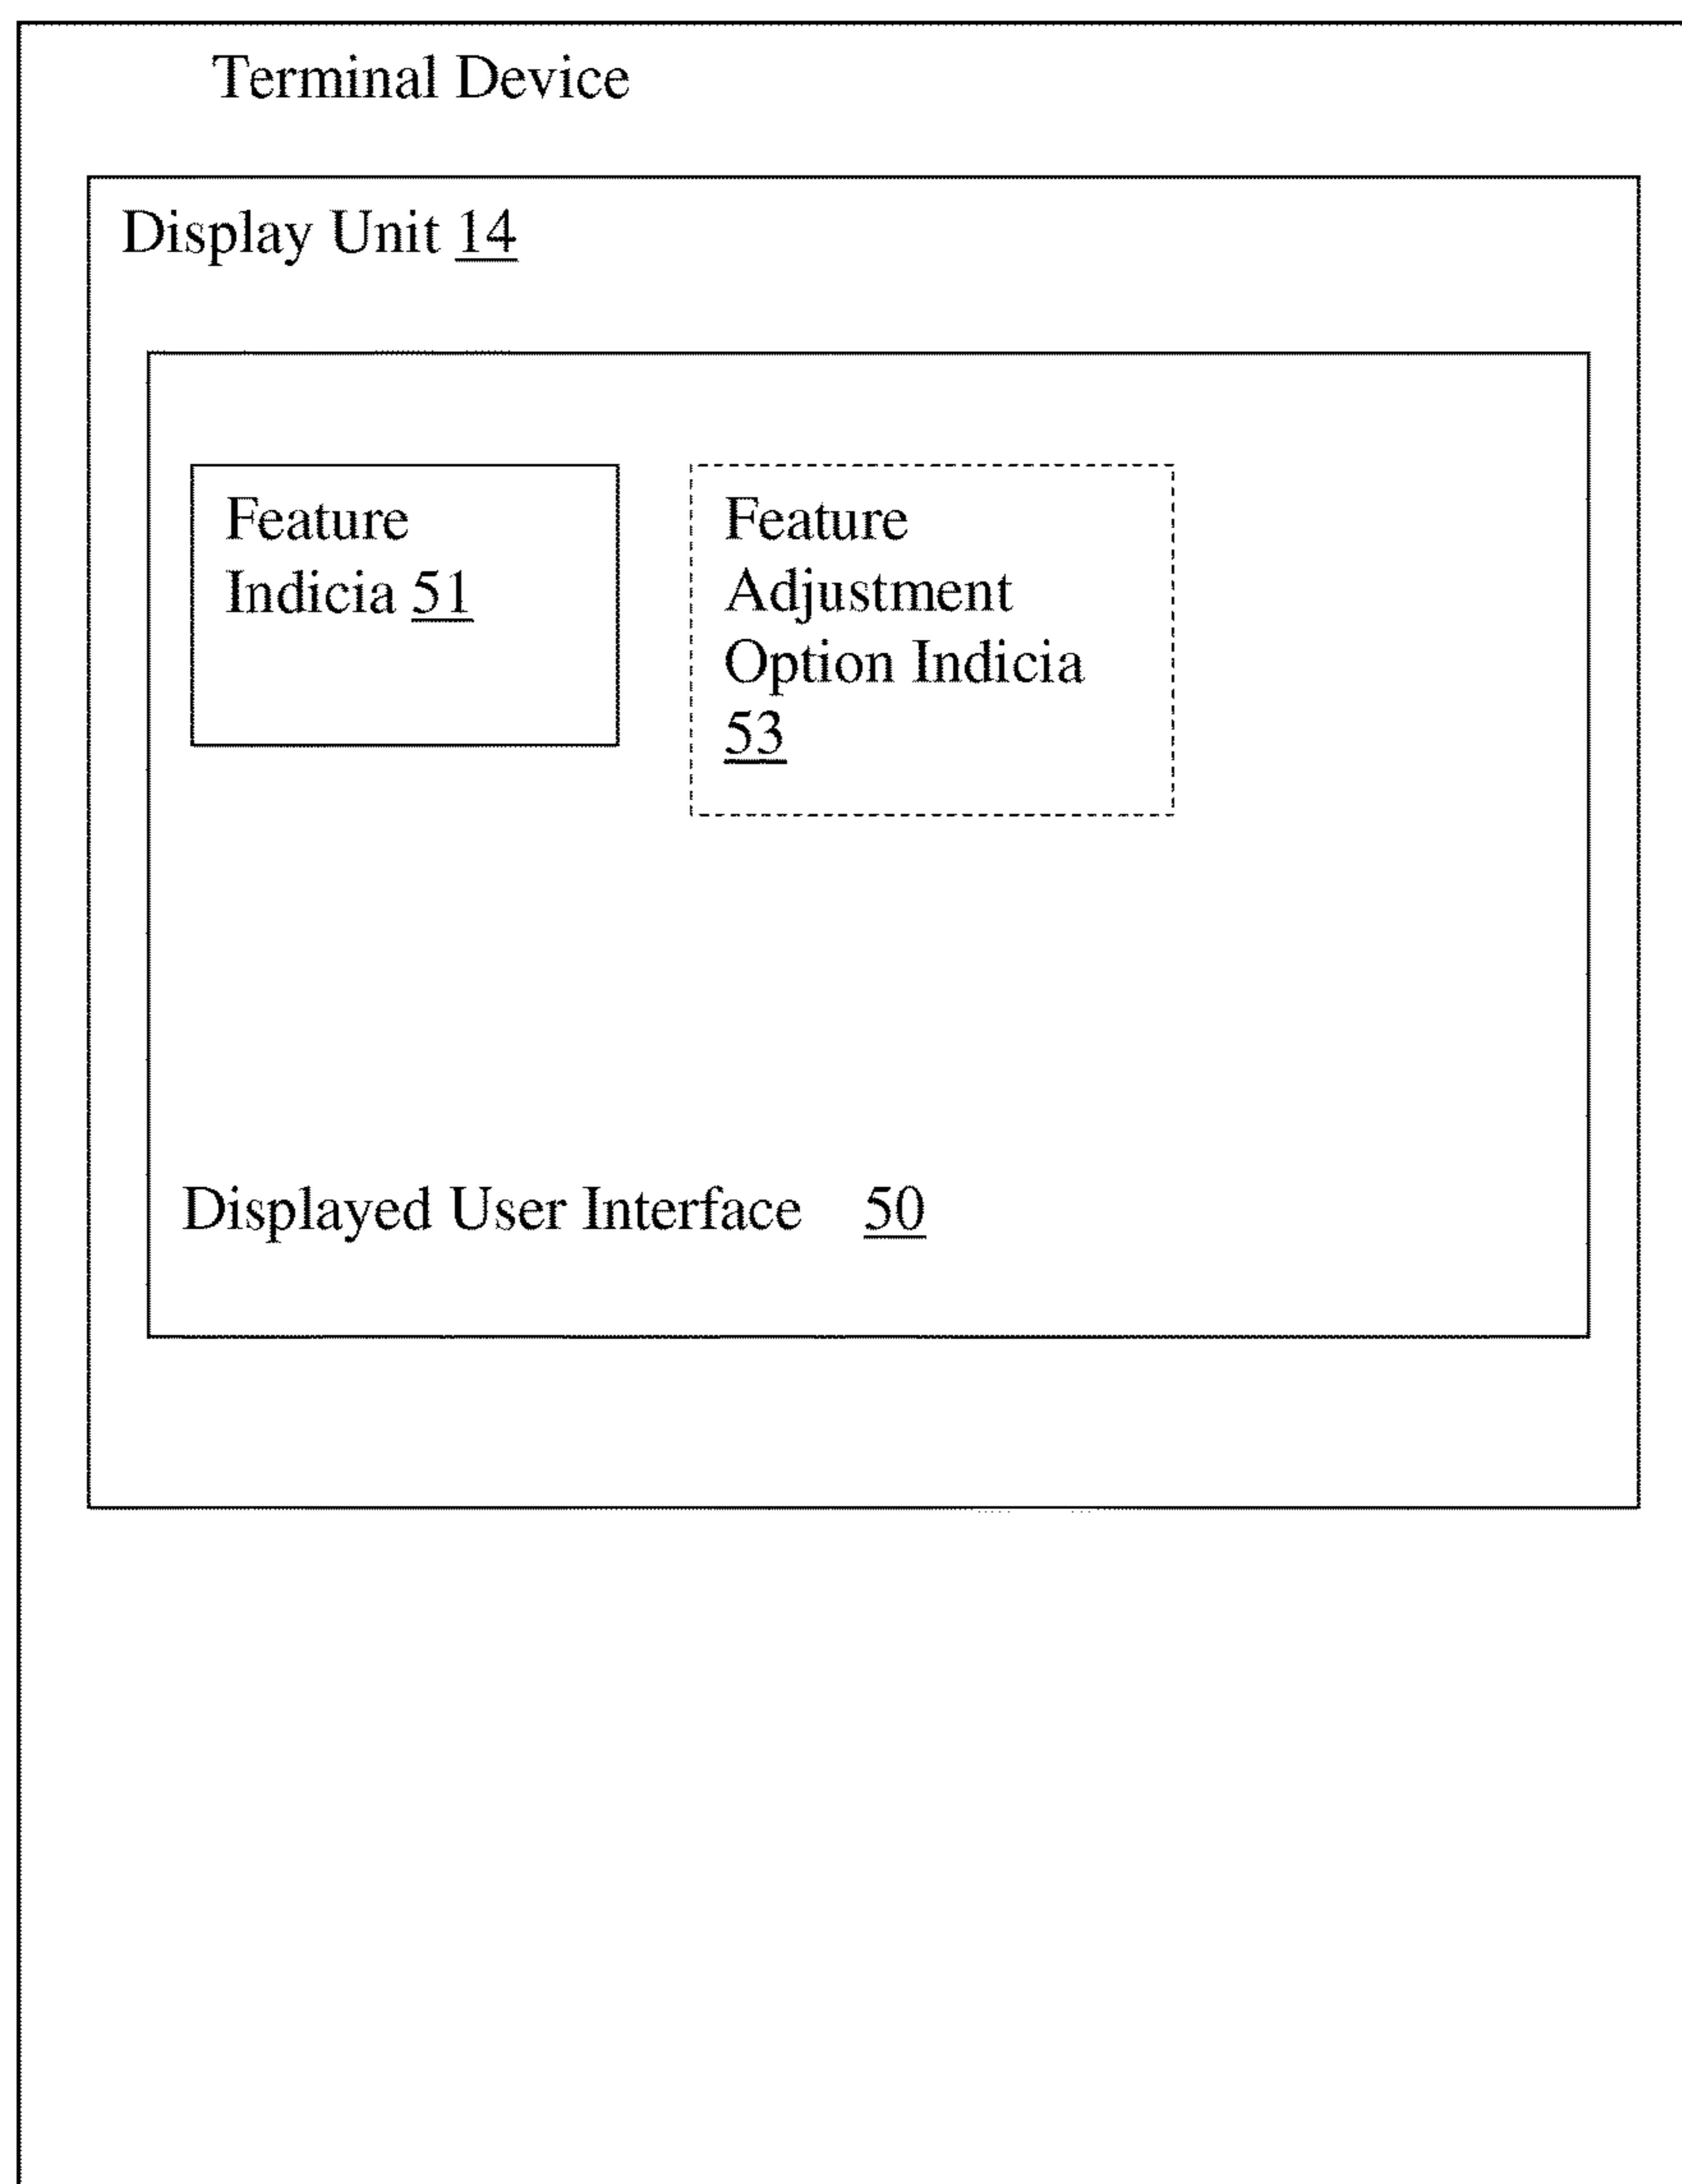 Terminal Device
Display Unit 14
Feature
Indicia 51
Feature
Adjustment
Option Indicia
53
Displayed User Interface 50